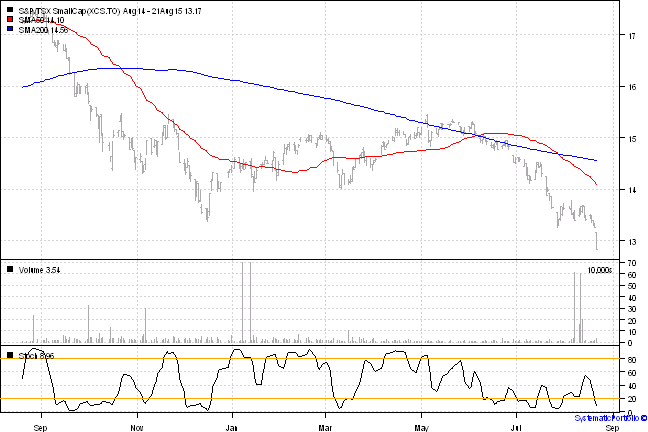 S&P/TSX SmallCap(XCS.TO) Aug14 - 21Aug15 13.17
SMA50 14.10
SMA200 14.56
17
16
15
14
13
Volume 3.54
10,000s
70
60
50
40
30
20
10
0
Stoch 8.96
80
60
40
20
0
Sep Nov Jan Mar May Jul Sep
SystematicPortfolio ©